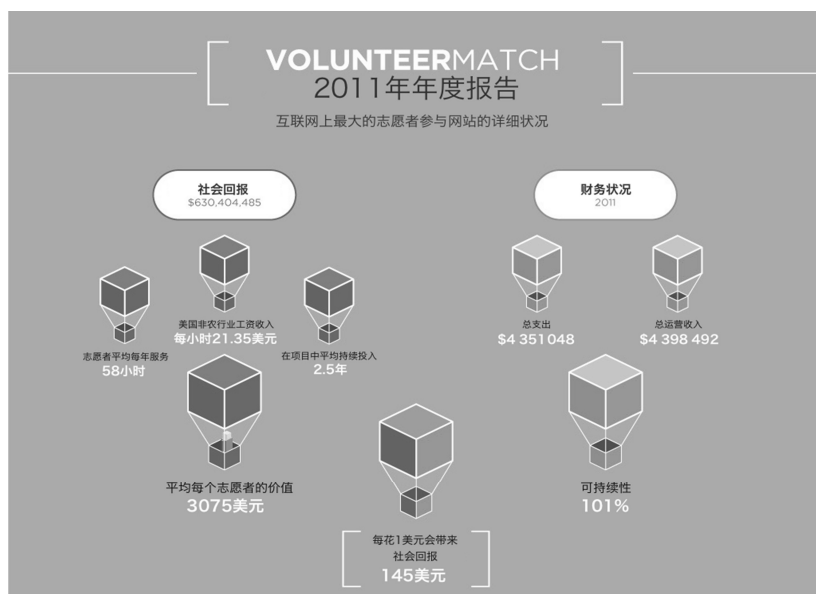 VOLUNTEERMATCH
2011年年度报告
互联网上最大的志愿者参与网站的详细状况
社会回报
$630,404,485
财务状况
2011
美国非农行业工资收入
每小时21.35美元
志愿者平均每年服务
58小时
在项目中平均持续投入
2.5年
总支出
$4 351 048
总运营收入
$4 398 492
平均每个志愿者的价值
3075美元
可持续性
101%
每花1美元会带来
社会回报
145美元